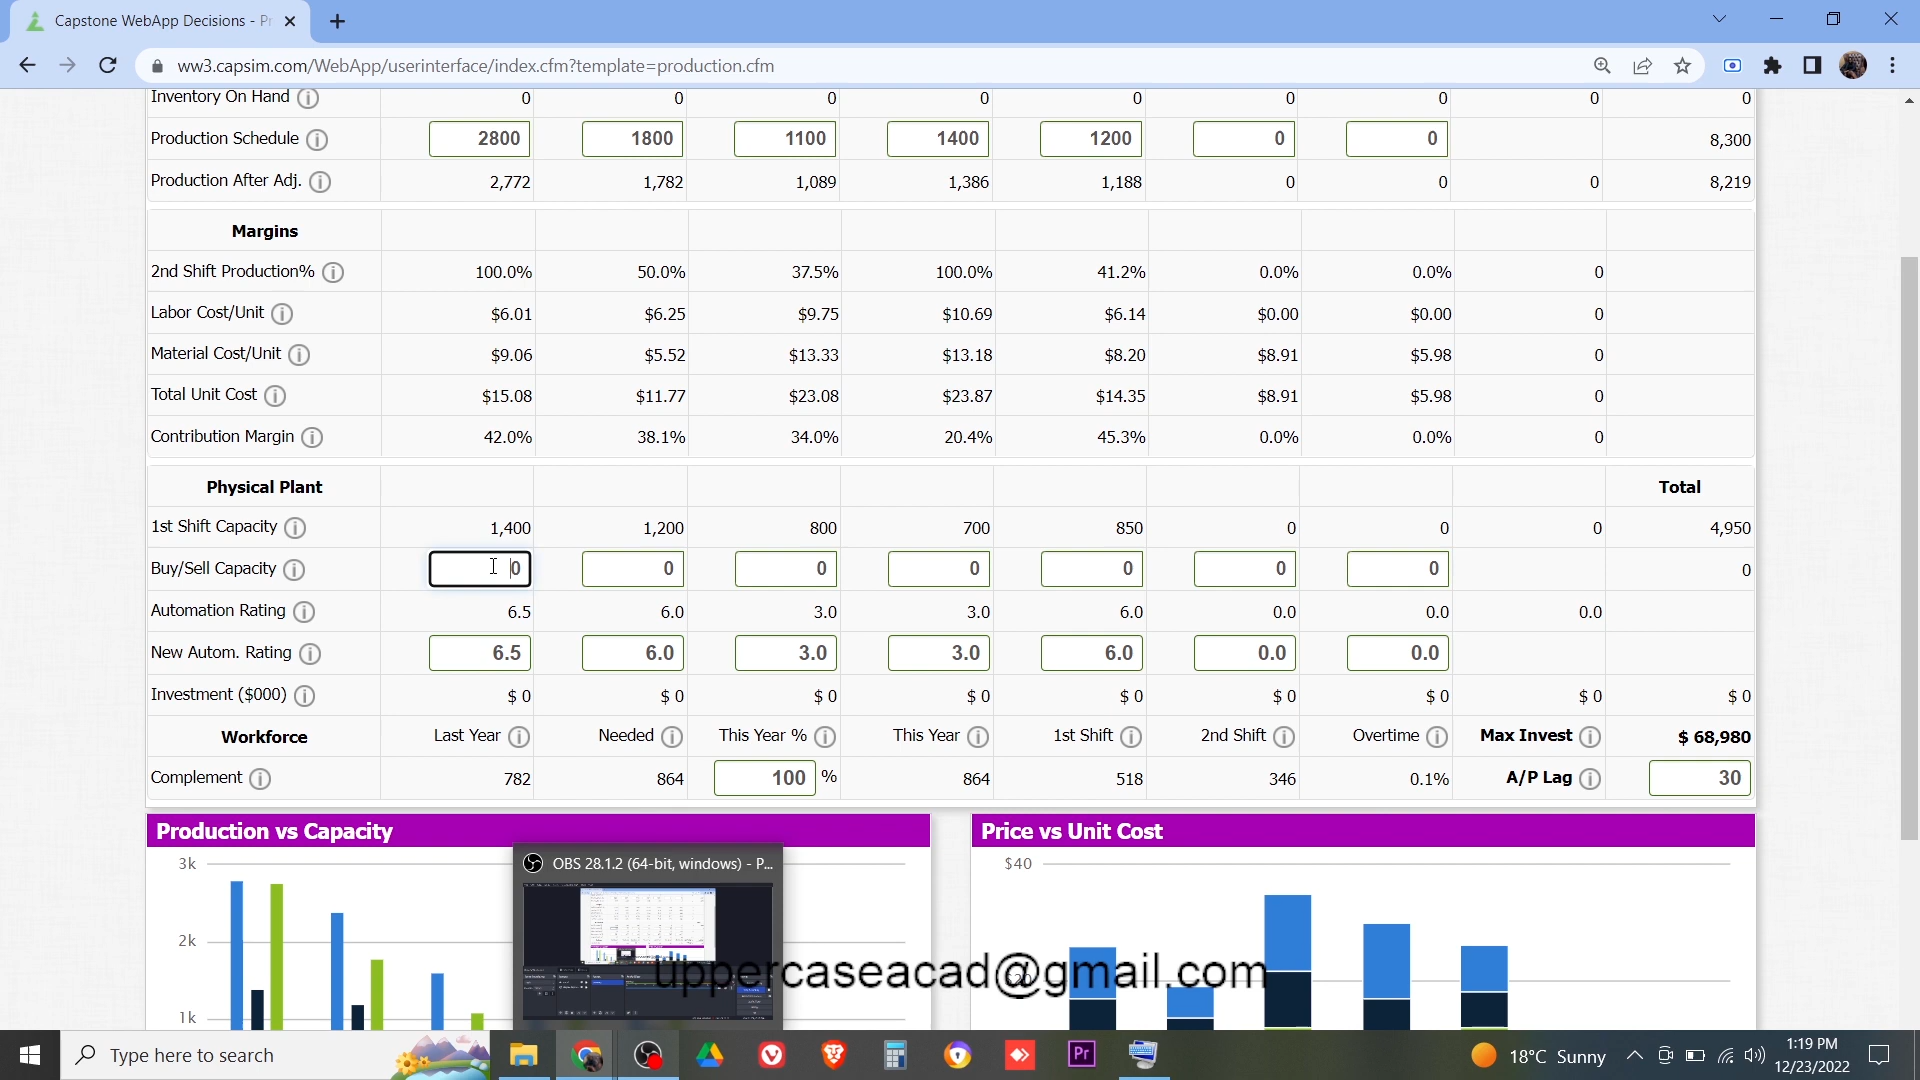 Capstone WebApp Decisions - Pr
ww3.capsim.com/WebApp/userinterface/index.cfm?template=production.cfm
Inventory On Hand 0 0 0 0 0 0 0 0 0
Production Schedule 2800 1800 1100 1400 1200 0 0 8,300
Production After Adj. 2,772 1,782 1,089 1,386 1,188 0 0 0 8,219
Margins
2nd Shift Production% 100.0% 50.0% 37.5% 100.0% 41.2% 0.0% 0.0% 0
Labor Cost/Unit $6.01 $6.25 $9.75 $10.69 $6.14 $0.00 $0.00 0
Material Cost/Unit $9.06 $5.52 $13.33 $13.18 $8.20 $8.91 $5.98 0
Total Unit Cost $15.08 $11.77 $23.08 $23.87 $14.35 $8.91 $5.98 0
Contribution Margin 42.0% 38.1% 34.0% 20.4% 45.3% 0.0% 0.0% 0
Physical Plant Total
1st Shift Capacity 1,400 1,200 800 700 850 0 0 0 4,950
Buy/Sell Capacity 0 0 0 0 0 0 0 0
Automation Rating 6.5 6.0 3.0 3.0 6.0 0.0 0.0 0.0
New Autom. Rating 6.5 6.0 3.0 3.0 6.0 0.0 0.0
Investment ($000) $ 0 $ 0 $ 0 $ 0 $ 0 $ 0 $ 0 $ 0 $ 0
Workforce Last Year Needed This Year % This Year 1st Shift 2nd Shift Overtime Max Invest $ 68,980
Complement 782 864 100 % 864 518 346 0.1% A/P Lag 30
Production vs Capacity Price vs Unit Cost
3k $40
OBS 28.1.2 (64-bit, windows) - P...
2k
$20
uppercaseacad@gmail.com
1k
Type here to search
Pr
18°C Sunny
1:19 PM
12/23/2022